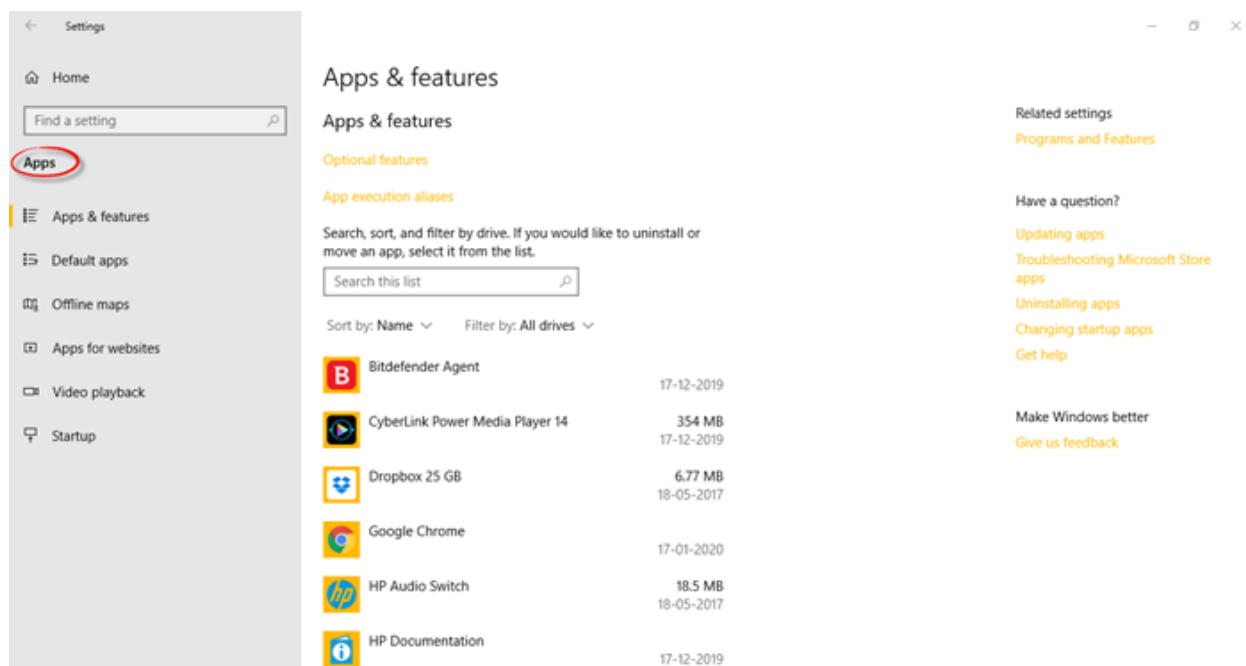 Settings
Home
Find a setting
Apps
Apps & features
Default apps
Offline maps
Apps for websites
Video playback
Startup
Apps & features
Apps & features
Optional features
App execution aliases
Search, sort, and filter by drive. If you would like to uninstall or
move an app, select it from the list.
Search this list
Sort by: Name
Filter by: All drives
Bitdefender Agent
17-12-2019
CyberLink Power Media Player 14
354 MB
17-12-2019
Dropbox 25 GB
6.77 MB
18-05-2017
Google Chrome
17-01-2020
HP Audio Switch
18.5 MB
18-05-2017
HP Documentation
17-12-2019
Related settings
Programs and Features
Have a question?
Updating apps
Troubleshooting Microsoft Store
apps
Uninstalling apps
Changing startup apps
Get help
Make Windows better
Give us feedback